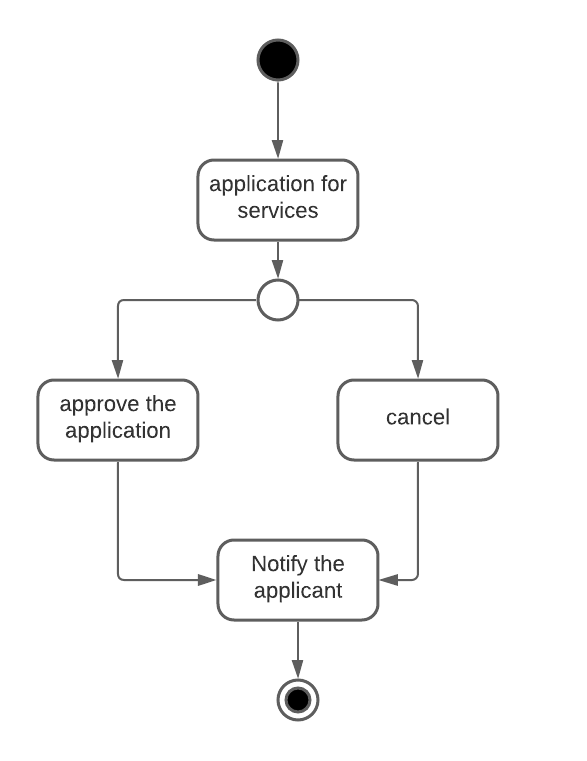 application for
services
approve the
application
cancel
Notify the
applicant